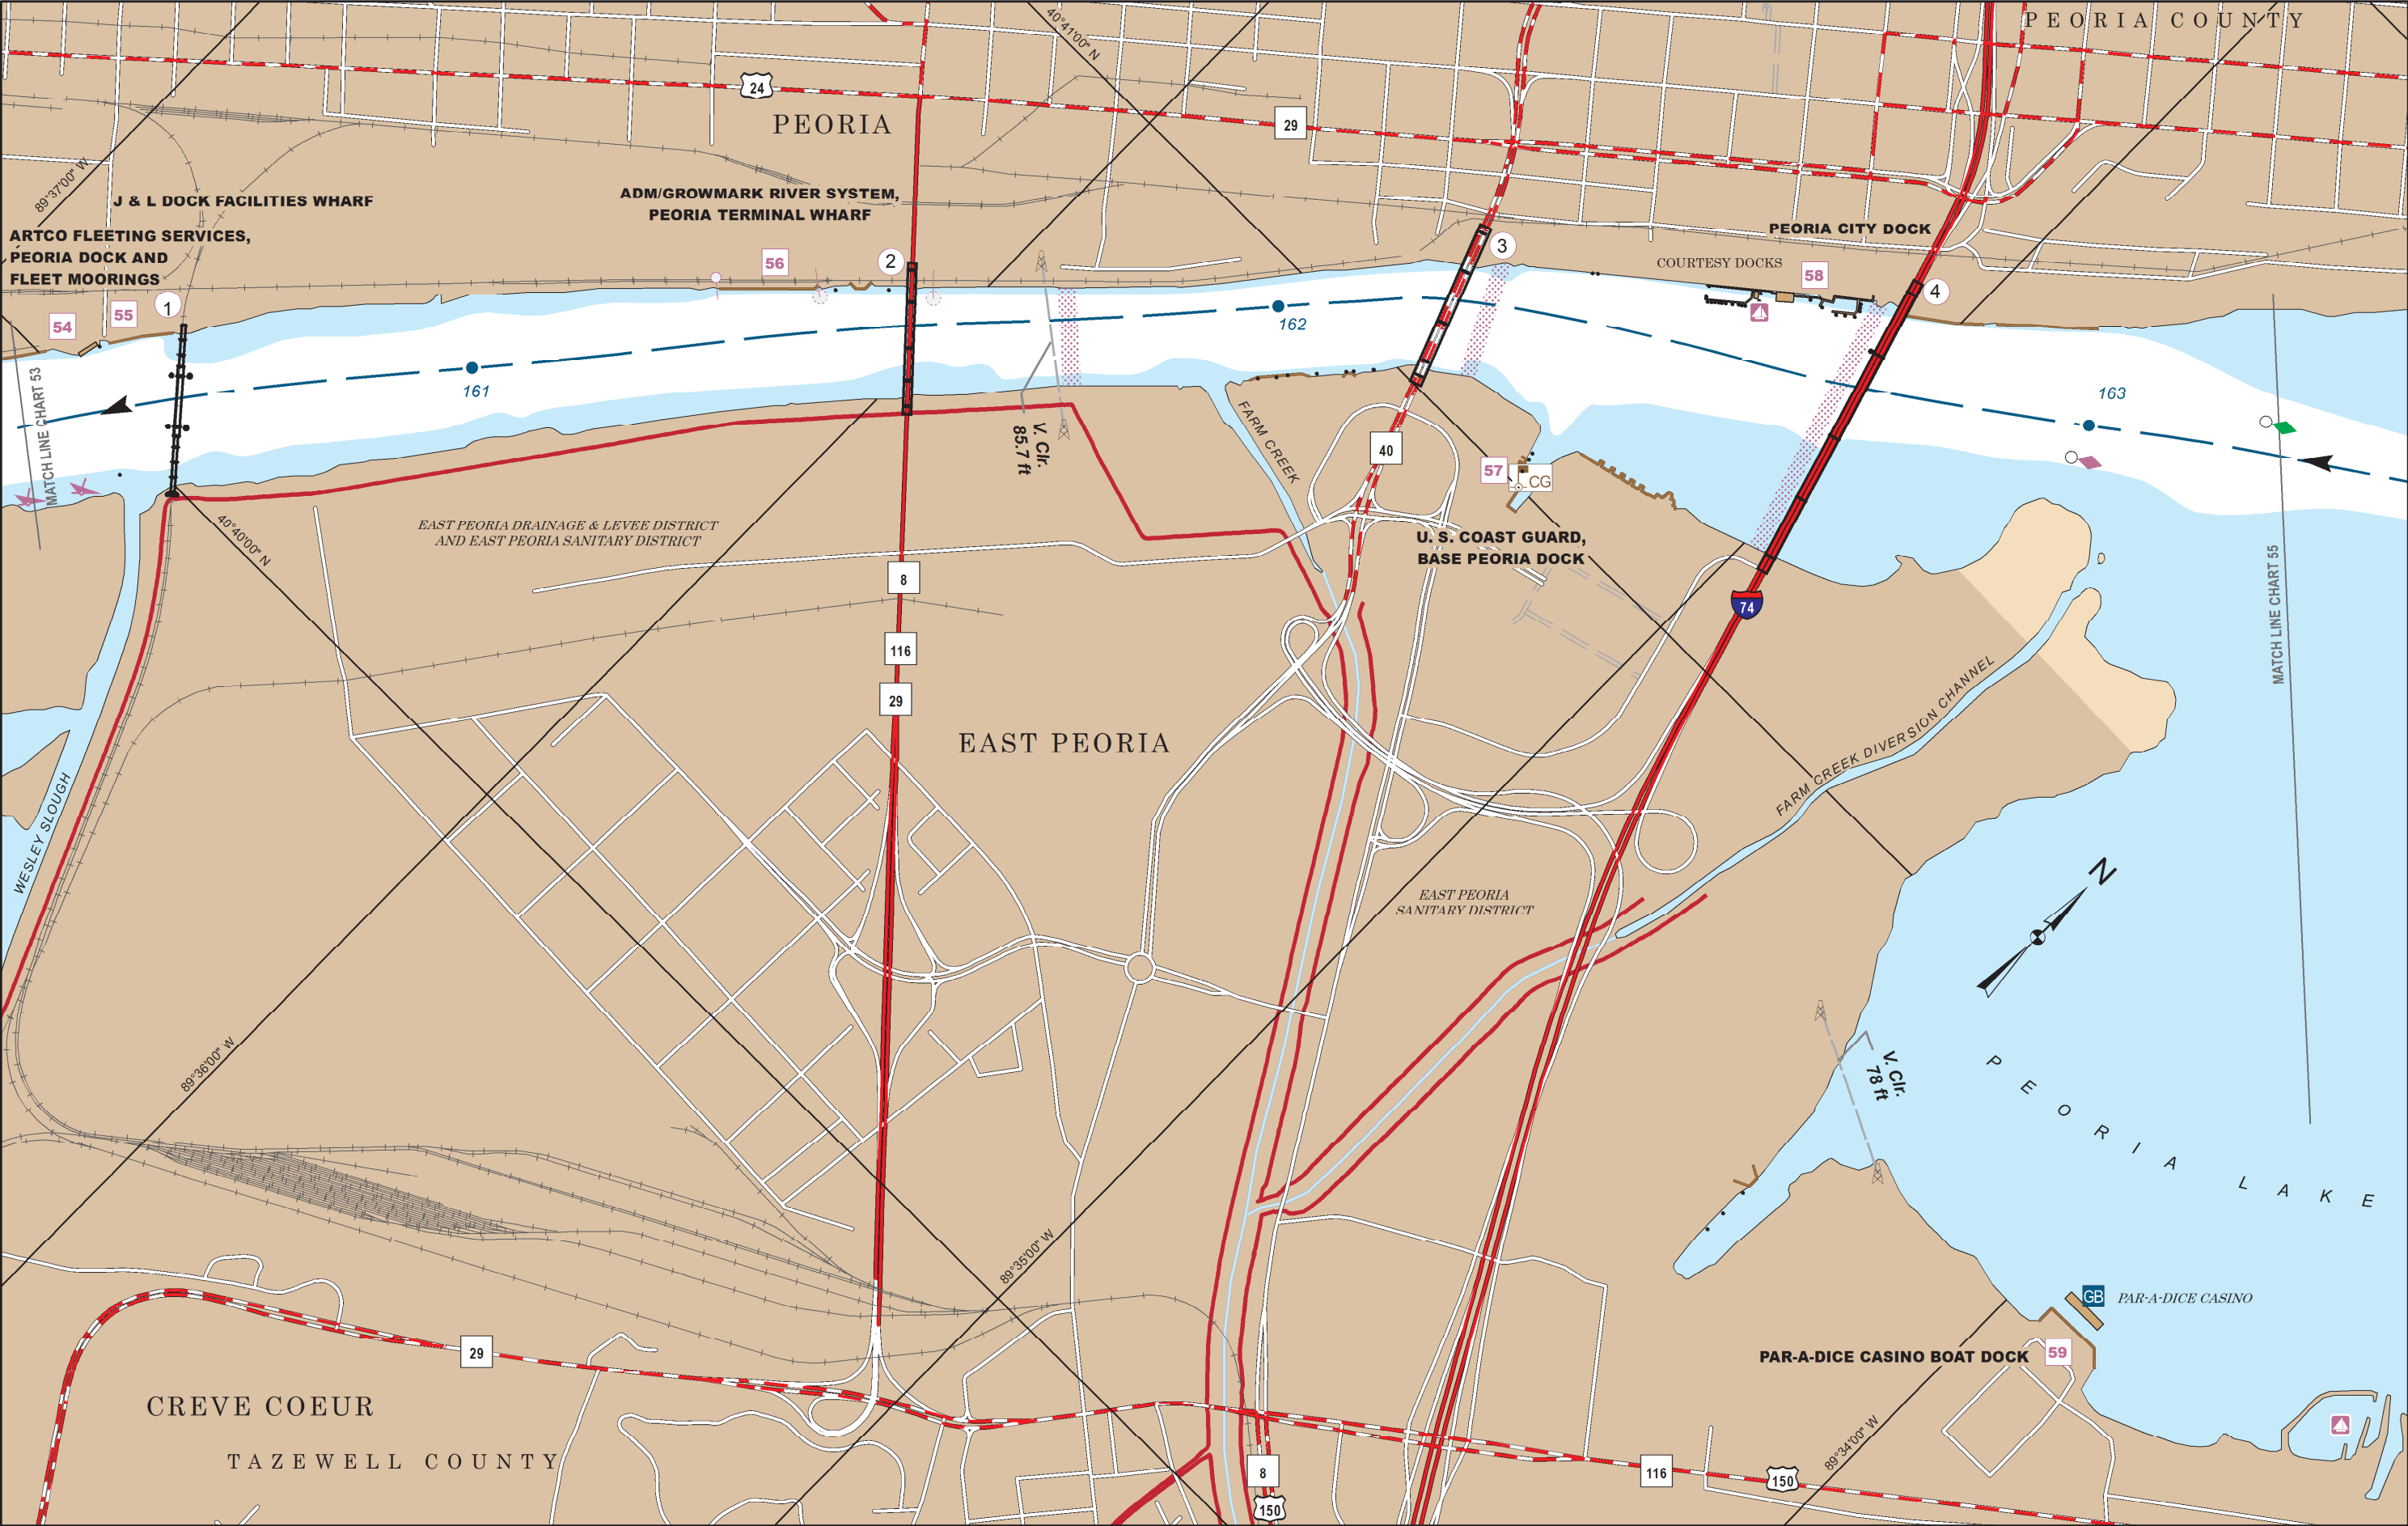 PEORIA COUNTY
40°41'00" N
24
PEORIA
29
89°37'00" W
J & L DOCK FACILITIES WHARF
ADM/GROWMARK RIVER SYSTEM,
PEORIA TERMINAL WHARF
ARTCO FLEETING SERVICES,
PEORIA DOCK AND
FLEET MOORINGS
PEORIA CITY DOCK
COURTESY DOCKS
54
55
1
56
2
3
58
4
161
162
163
MATCH LINE CHART 53
V. Clr.
85.7 ft
FARM CREEK
40
57
CG
U. S. COAST GUARD,
BASE PEORIA DOCK
40°40'00" N
EAST PEORIA DRAINAGE & LEVEE DISTRICT
AND EAST PEORIA SANITARY DISTRICT
8
116
29
74
MATCH LINE CHART 55
EAST PEORIA
FARM CREEK DIVERSION CHANNEL
WESLEY SLOUGH
EAST PEORIA
SANITARY DISTRICT
N
89°36'00" W
V. Clr.
78 ft
PEORIA LAKE
89°35'00" W
GB
PAR-A-DICE CASINO
PAR-A-DICE CASINO BOAT DOCK
59
29
CREVE COEUR
TAZEWELL COUNTY
89°34'00" W
8
150
116
150